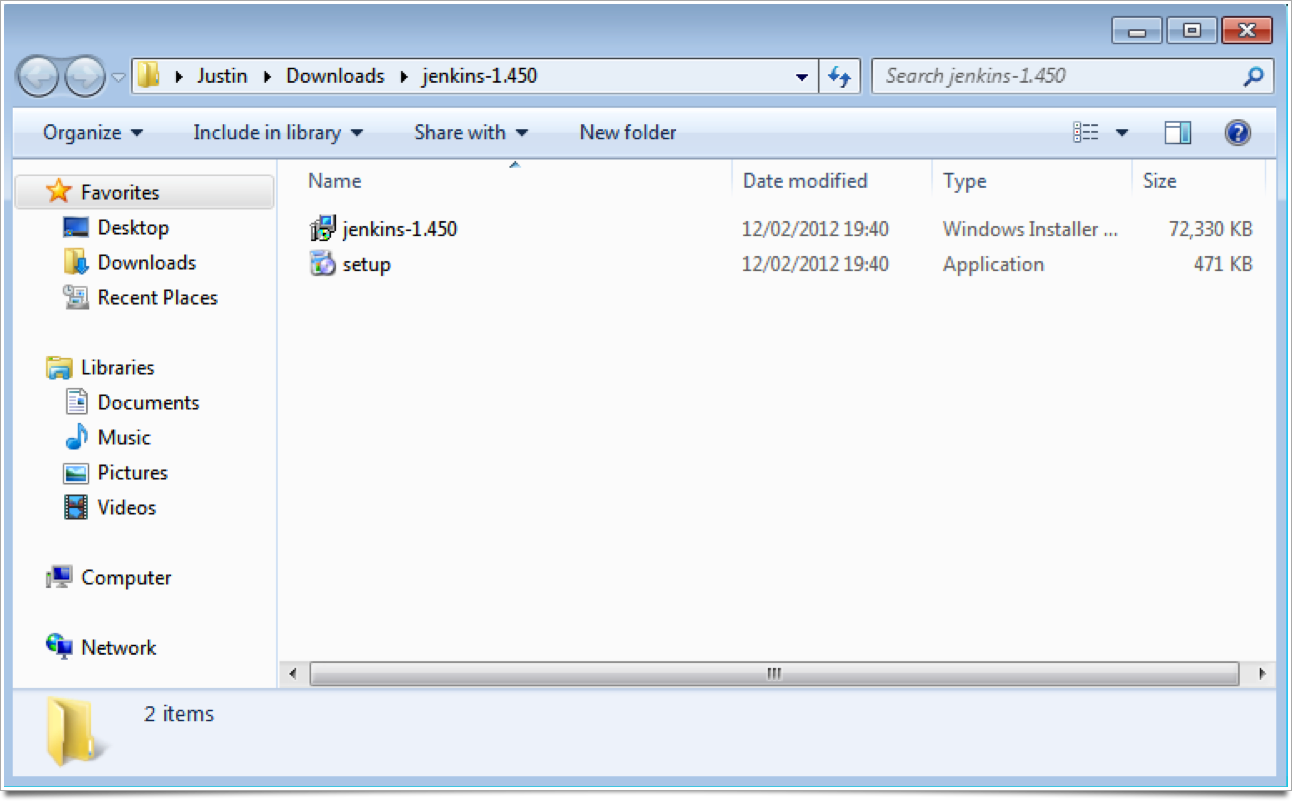 Justin Downloads jenkins-1.450 Search jenkins-1.450
Organize Include in library Share with New folder
Name Date modified Type Size
Favorites
Desktop
Downloads
Recent Places
Libraries
Documents
Music
Pictures
Videos
Computer
Network
jenkins-1.450 12/02/2012 19:40 Windows Installer ... 72,330 KB
setup 12/02/2012 19:40 Application 471 KB
2 items